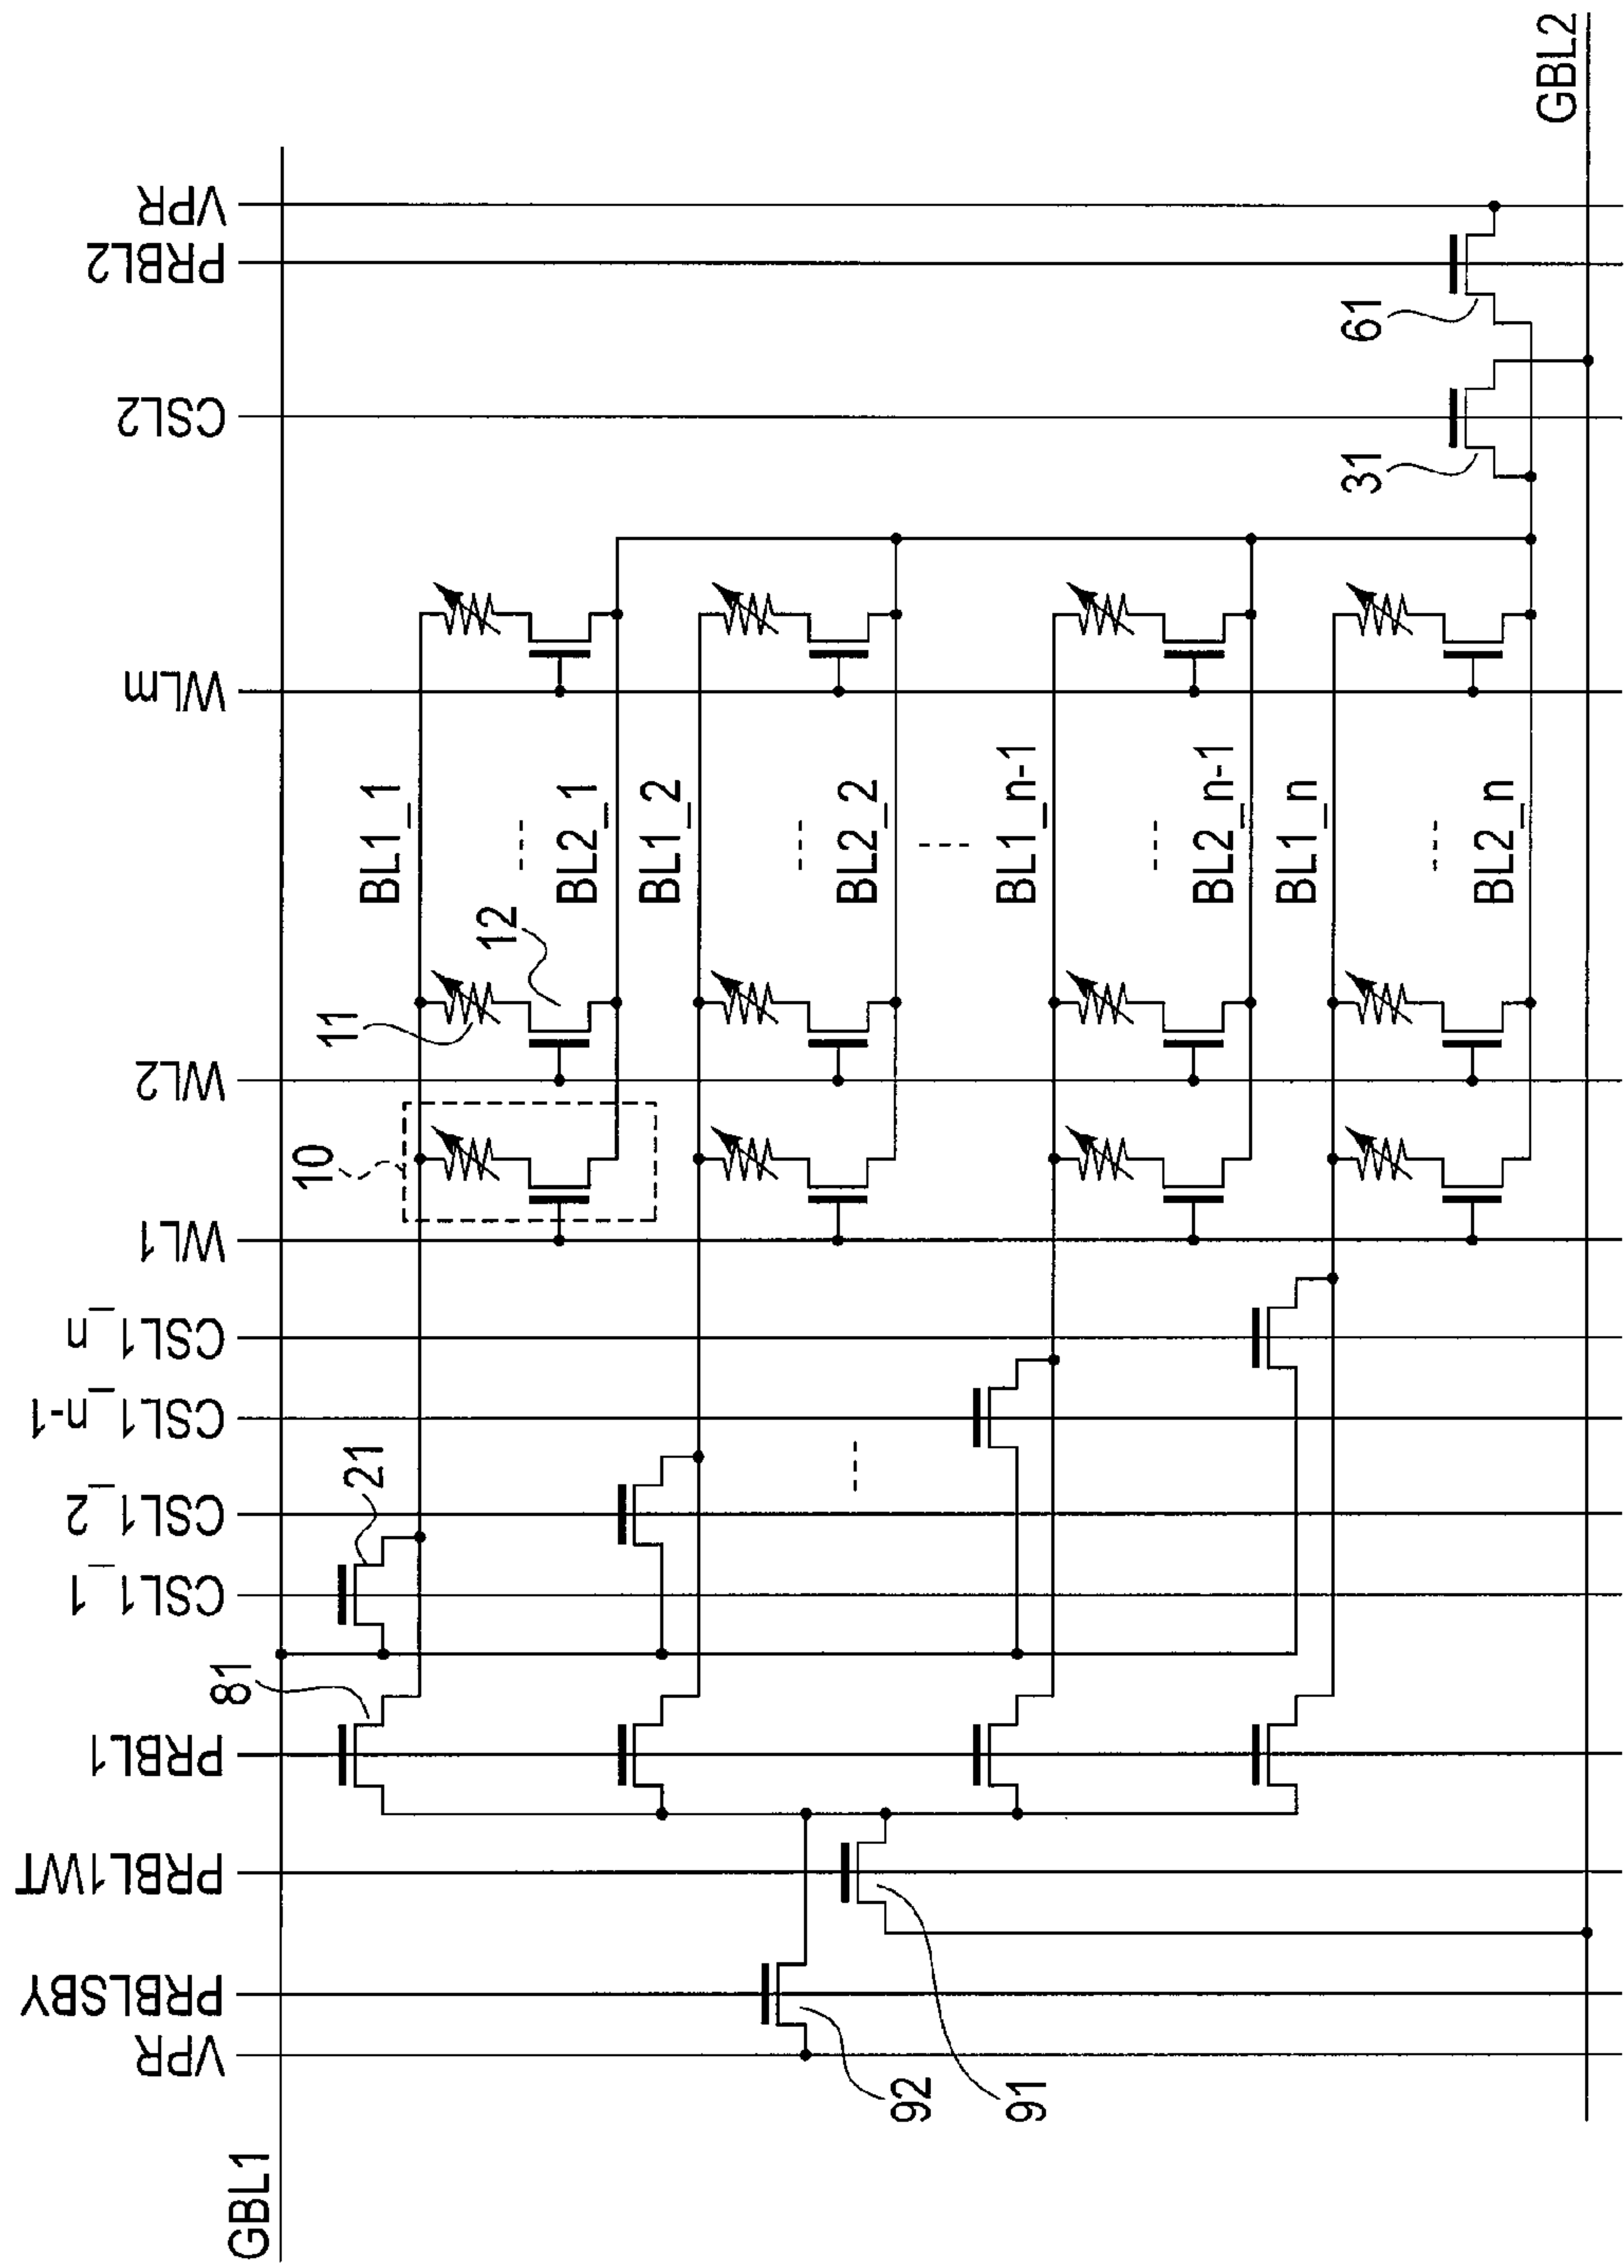 GBL1
VPR
PRBLSBY
PRBL1WT
PRBL1
CSL1_1
CSL1_2
CSL1_n-1
CSL1_n
WL1
WL2
WLm
CSL2
PRBL2
VPR
GBL2
81
21
10
11
12
92
91
31
61
BL1_1
BL2_1
BL1_2
BL2_2
BL1_n-1
BL2_n-1
BL1_n
BL2_n